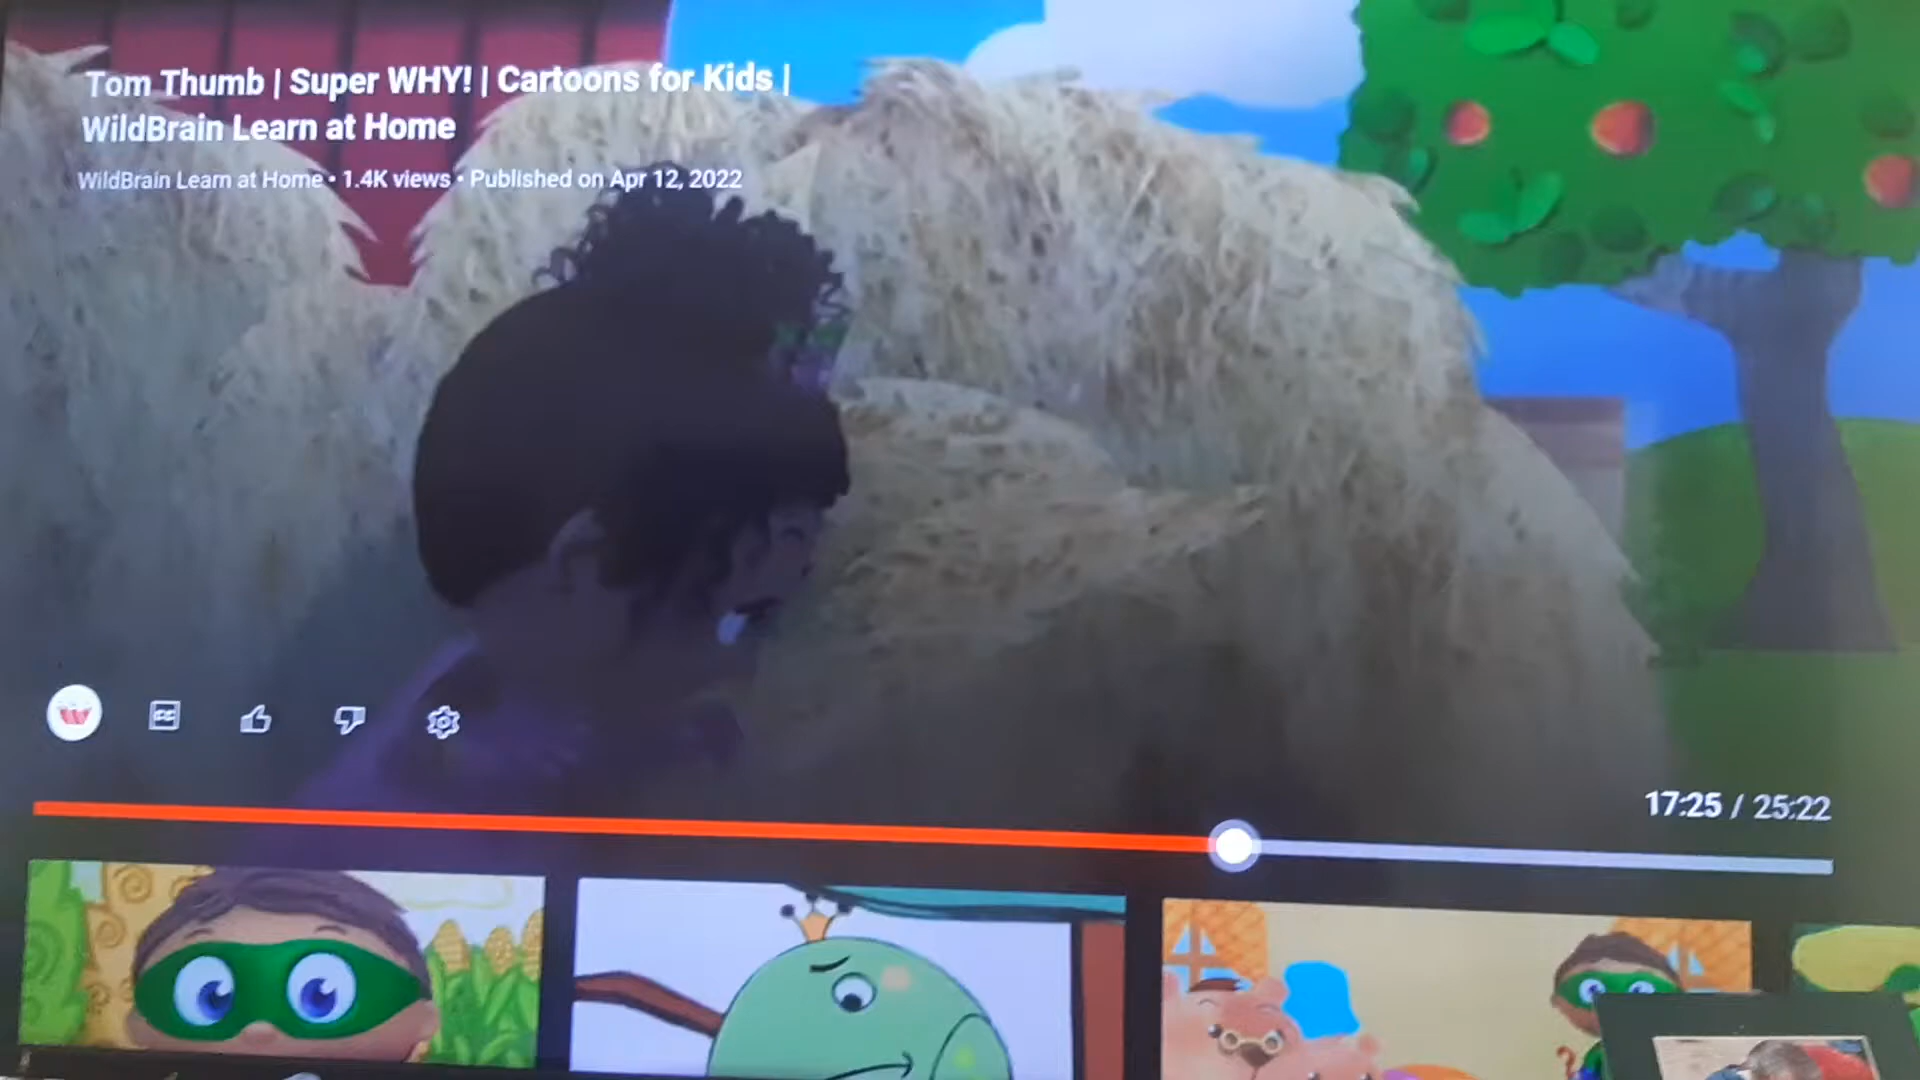 Tom Thumb | Super WHY! | Cartoons for Kids |
WildBrain Learn at Home
WildBrain Learn at Home • 1.4K views • Published on Apr 12, 2022
CC
17:25 / 25:22